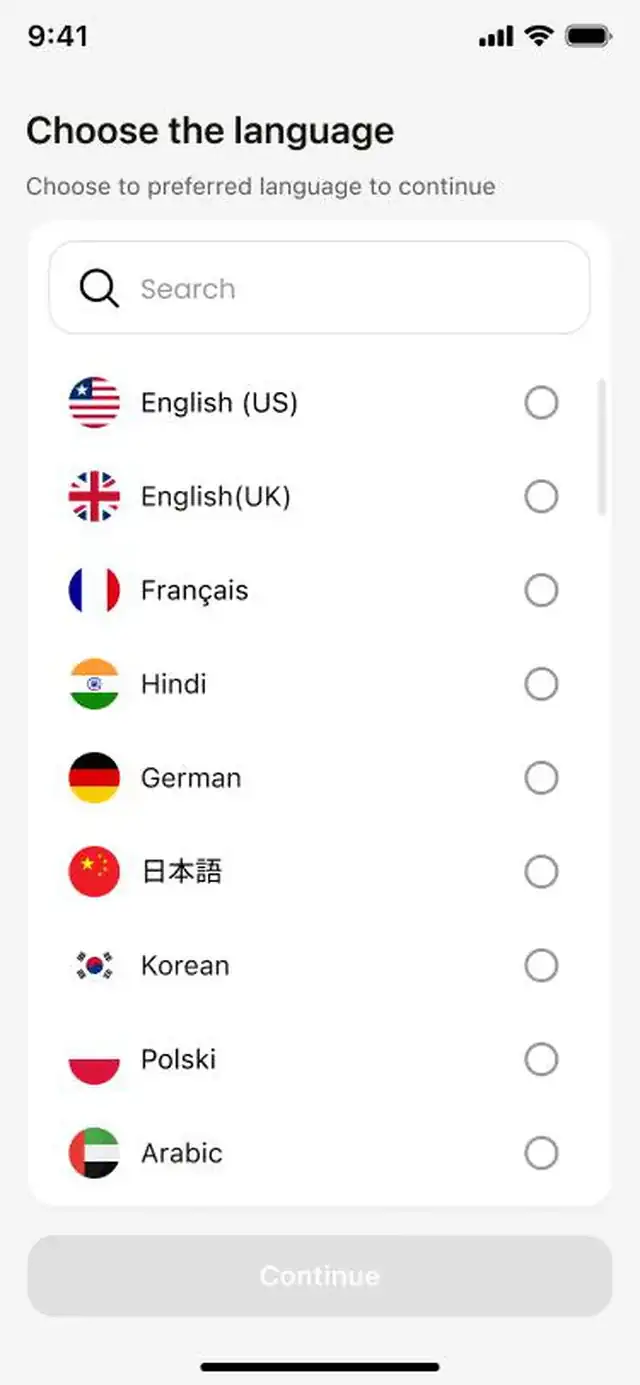 9:41
Choose the language
Choose to preferred language to continue
Search
English (US)
English(UK)
Français
Hindi
German
日本語
Korean
Polski
Arabic
Continue